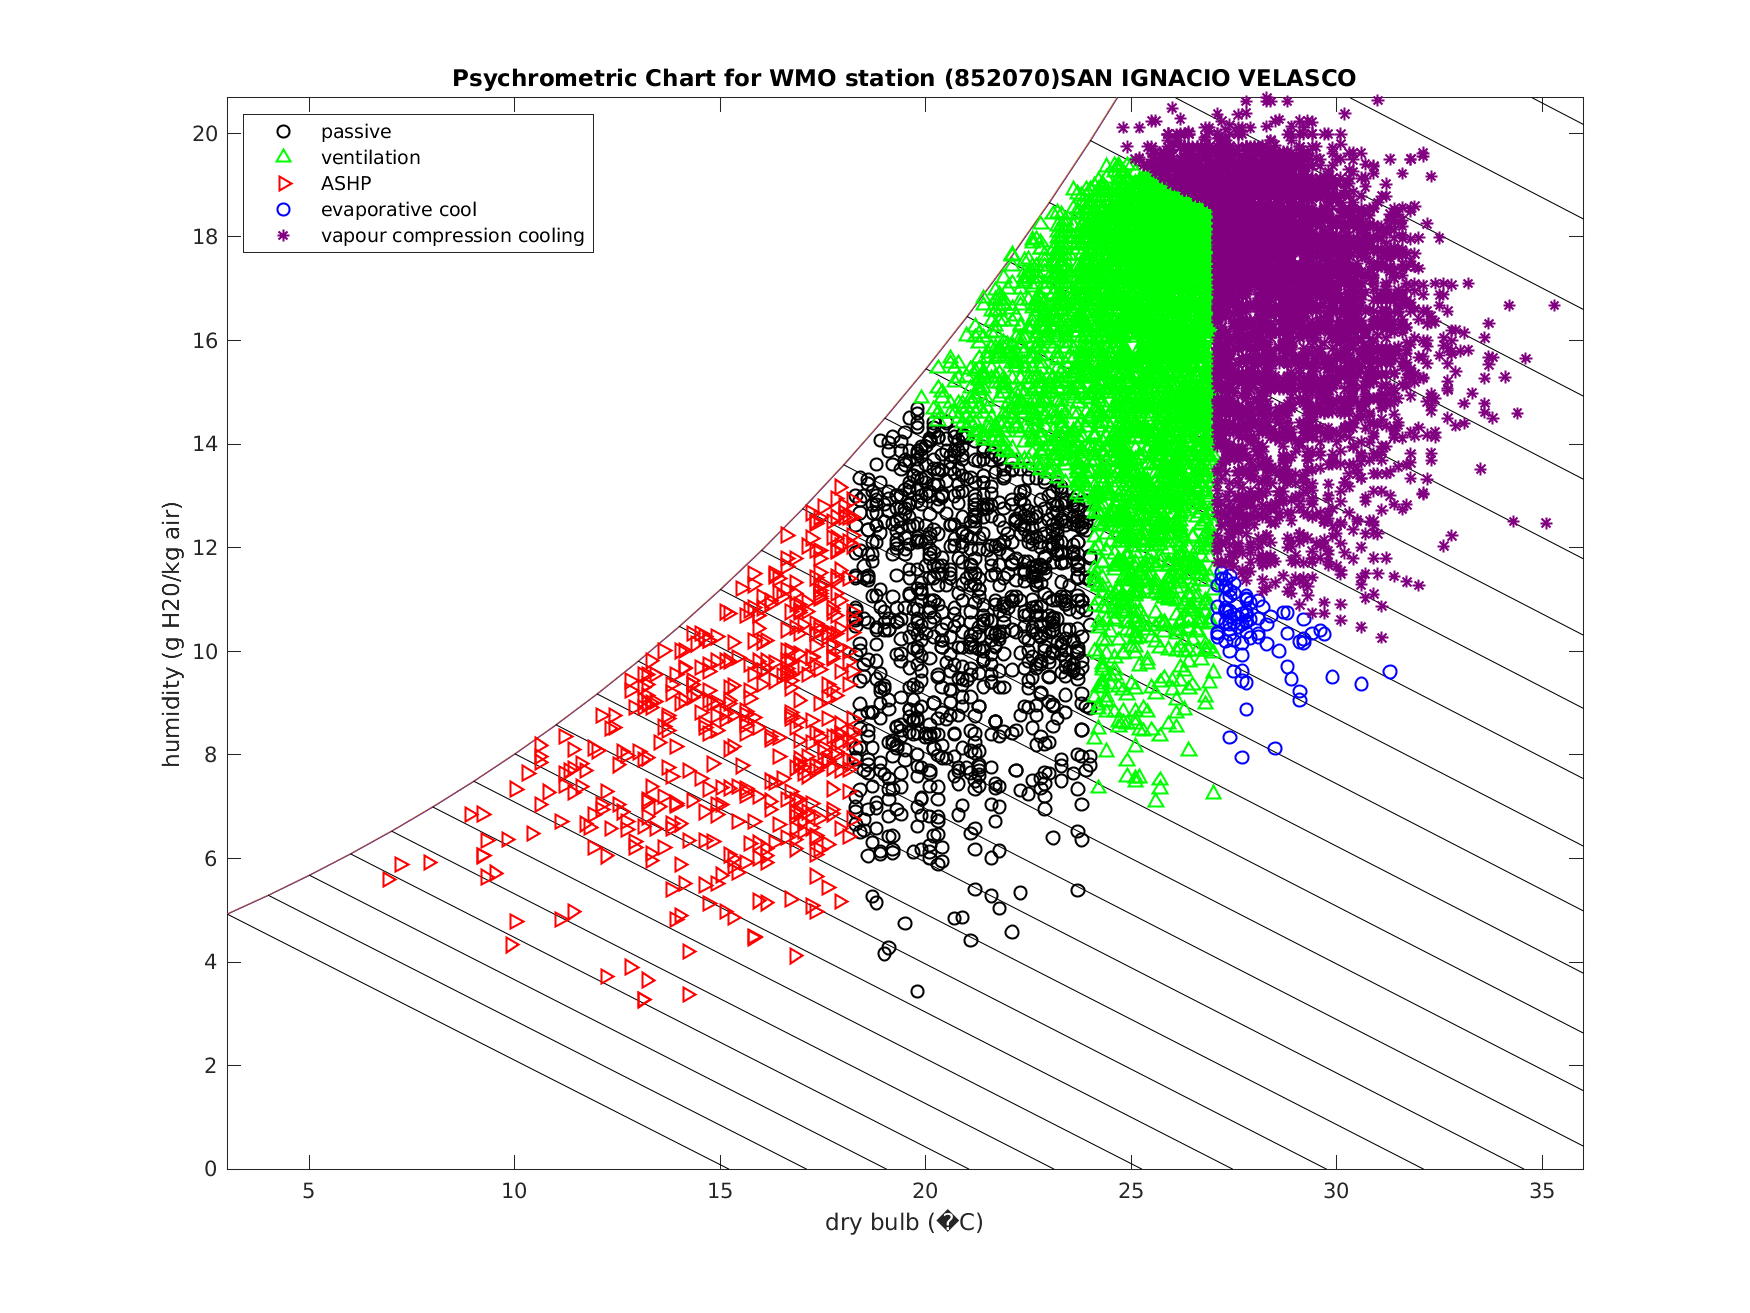 Psychrometric Chart for WMO station (852070)SAN IGNACIO VELASCO
passive
ventilation
ASHP
evaporative cool
vapour compression cooling
humidity (g H20/kg air)
20
18
16
14
12
10
8
6
4
2
0
5 10 15 20 25 30 35
dry bulb (�C)